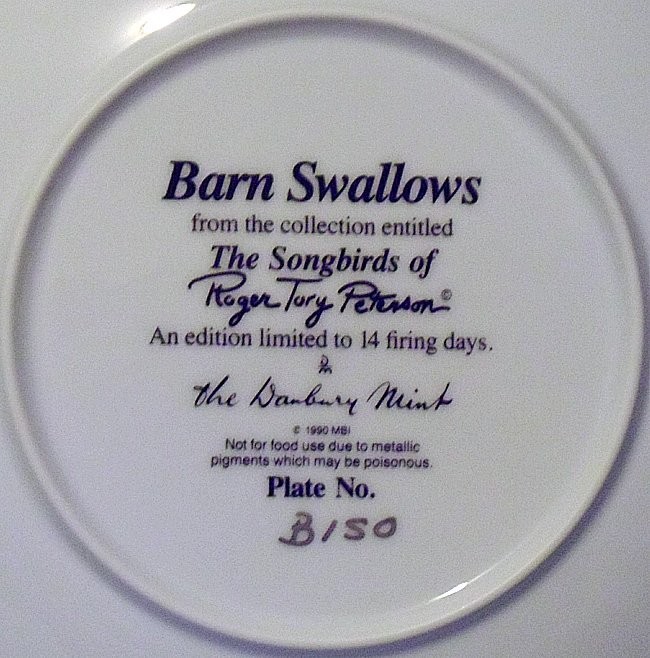 Barn Swallows
from the collection entitled
The Songbirds of
Roger Tory Peterson©
An edition limited to 14 firing days.
DM
the Danbury Mint
© 1990 MBI
Not for food use due to metallic
pigments which may be poisonous.
Plate No.
B150